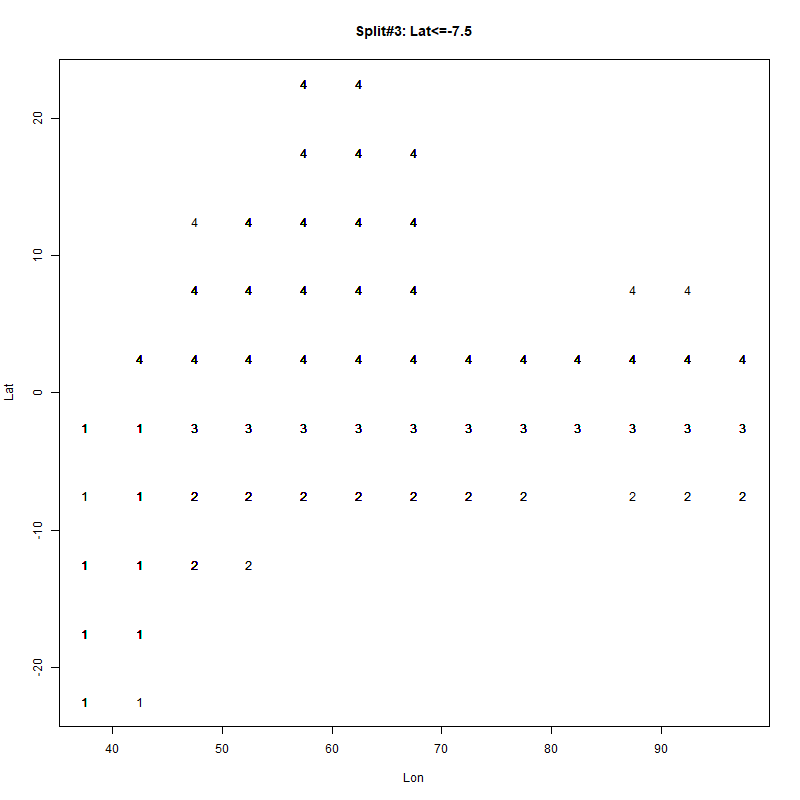 Split#3: Lat<=-7.5
4 4
20
4 4 4
4 4 4 4 4
10
4 4 4 4 4 4 4
4 4 4 4 4 4 4 4 4 4 4 4
0
Lat
1 1 3 3 3 3 3 3 3 3 3 3 3
1 1 2 2 2 2 2 2 2 2 2 2
-10
1 1 2 2
1 1
-20
1 1
40 50 60 70 80 90
Lon